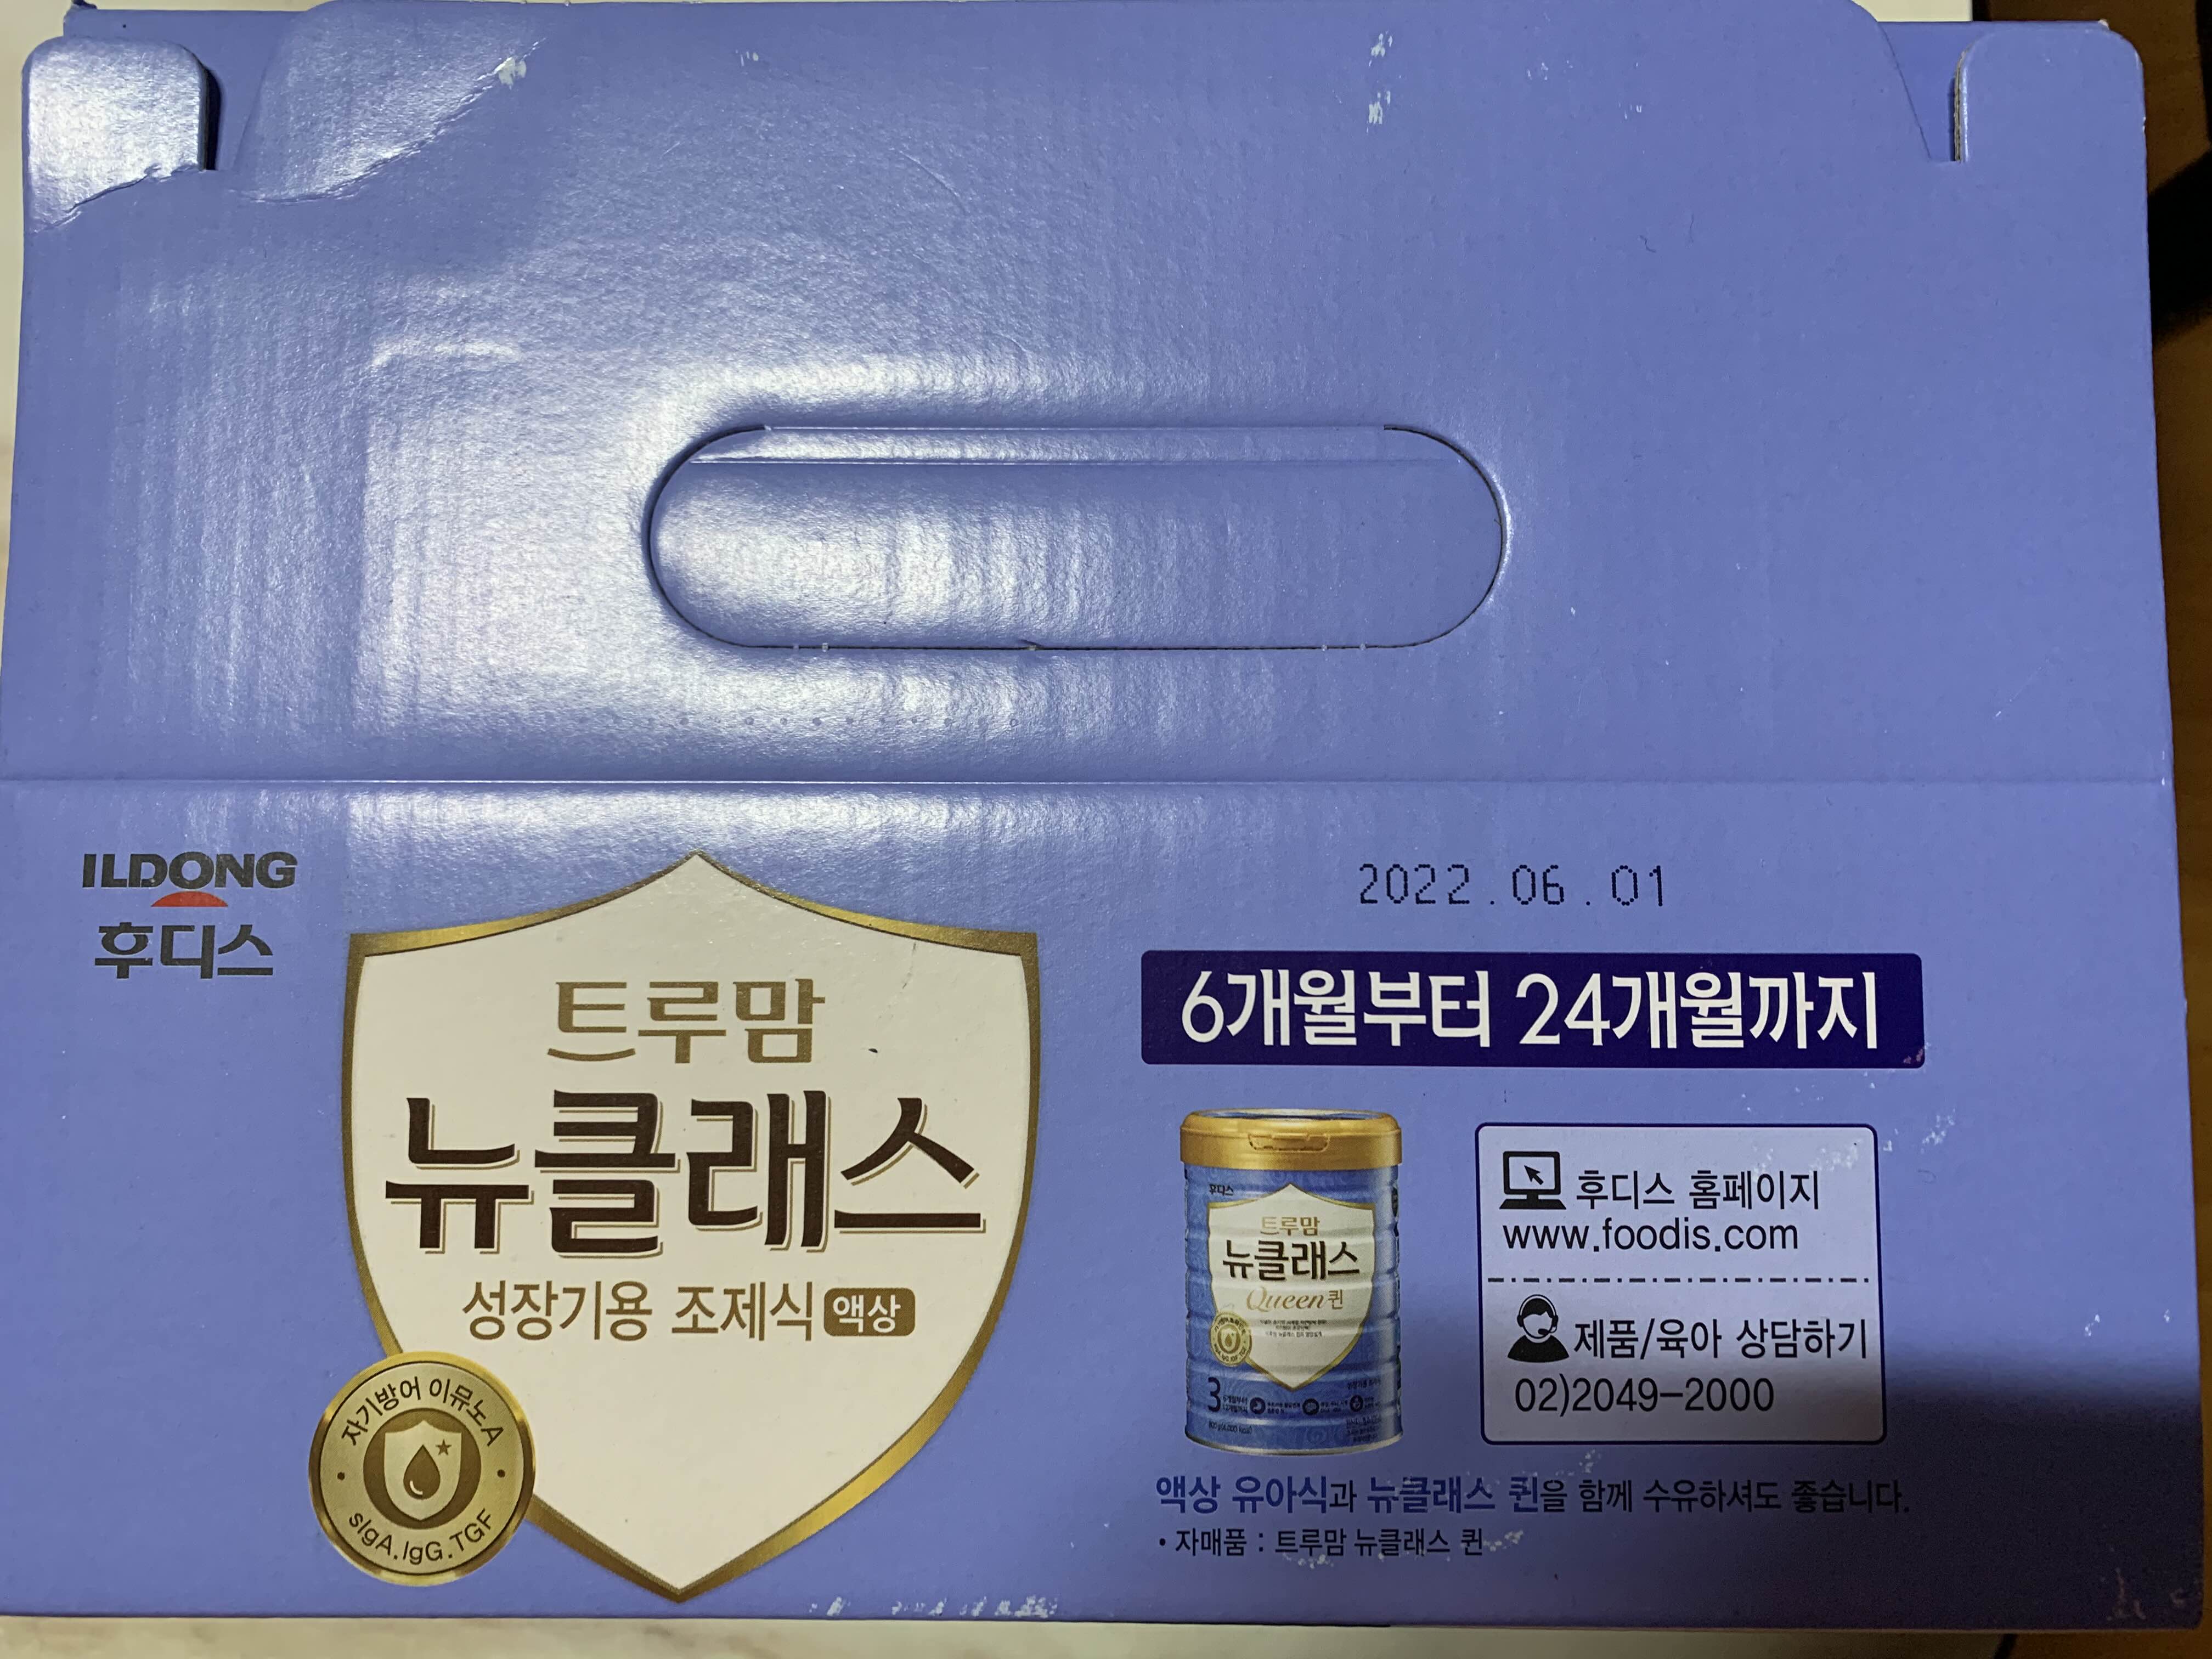 ILDONG
후디스
트루맘
뉴클래스
성장기용 조제식 액상
자기방어 이뮤노A
sIgA.IgG.TGF
2022.06.01
6개월부터 24개월까지
후디스
트루맘
뉴클래스
Queen퀸
3
후디스 홈페이지
www.foodis.com
제품/육아 상담하기
02)2049-2000
액상 유아식과 뉴클래스 퀸을 함께 수유하셔도 좋습니다.
• 자매품 : 트루맘 뉴클래스 퀸